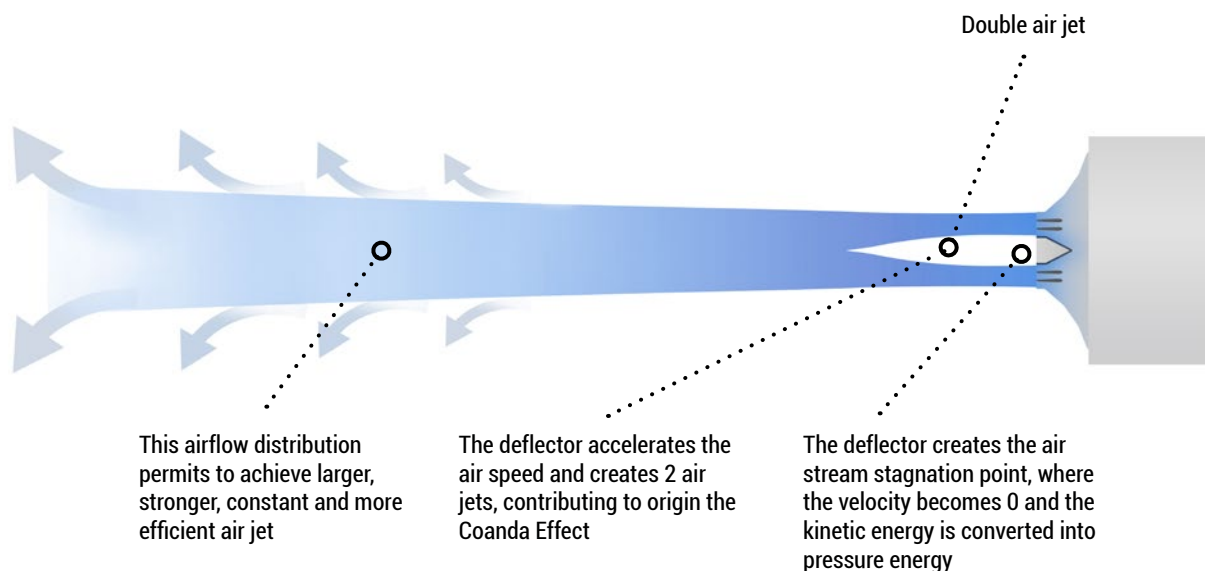 Double air jet
This airflow distribution
permits to achieve larger,
stronger, constant and more
efficient air jet
The deflector accelerates the
air speed and creates 2 air
jets, contributing to origin the
Coanda Effect
The deflector creates the air
stream stagnation point, where
the velocity becomes 0 and the
kinetic energy is converted into
pressure energy